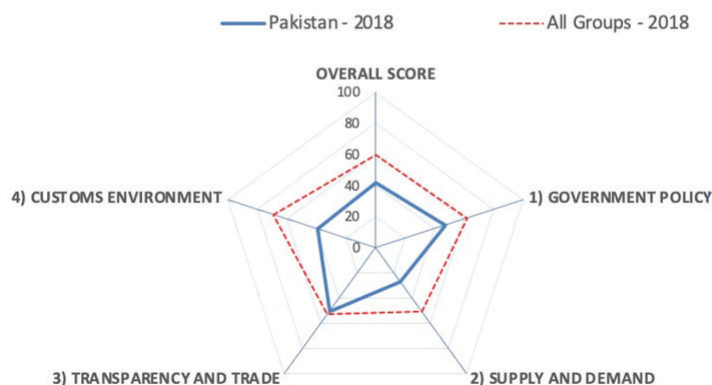 Pakistan - 2018
All Groups - 2018
OVERALL SCORE
100
80
60
40
20
0
4) CUSTOMS ENVIRONMENT
1) GOVERNMENT POLICY
3) TRANSPARENCY AND TRADE
2) SUPPLY AND DEMAND